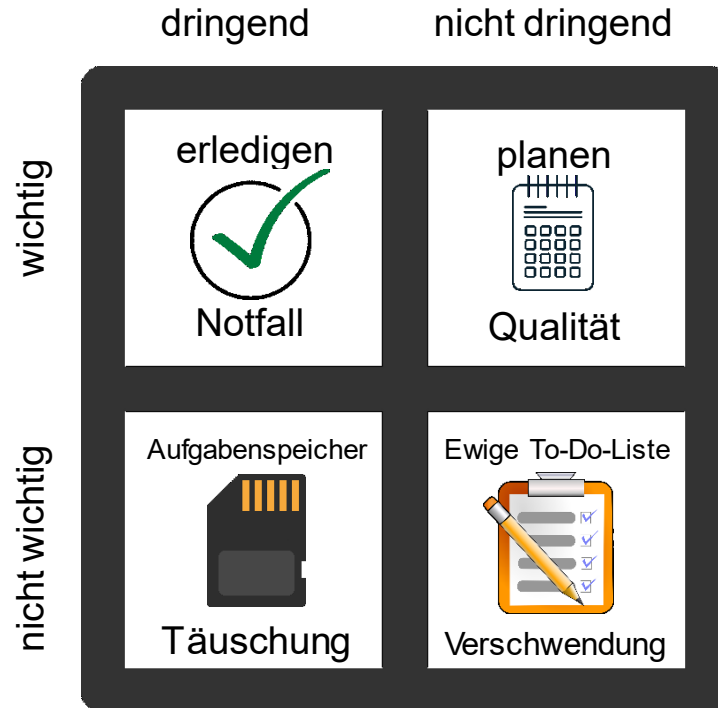 dringend
nicht dringend
wichtig
erledigen
Notfall
planen
Qualität
nicht wichtig
Aufgabenspeicher
Täuschung
Ewige To-Do-Liste
Verschwendung